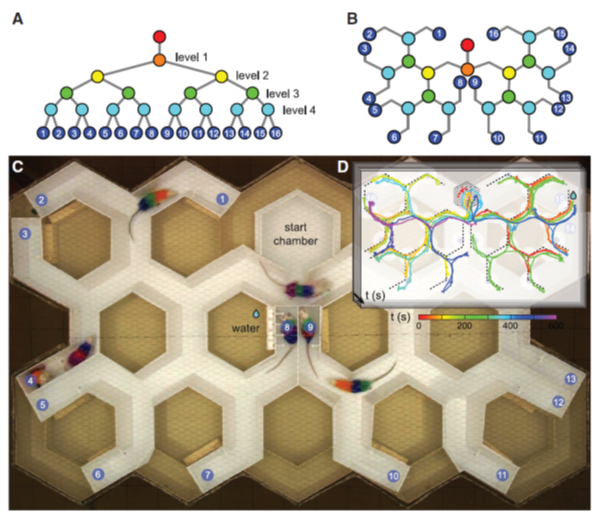 A
level 1
level 2
level 3
level 4
1 2 3 4 5 6 7 8 9 10 11 12 13 14 15 16
B
2 1 16 15
3 14
8 9
4 13
5 12
6 7 10 11
C
2 1
3
start
chamber
water
8 9
4
5
13
12
6 7 10 11
D
t (s)
t (s)
0 200 400 600